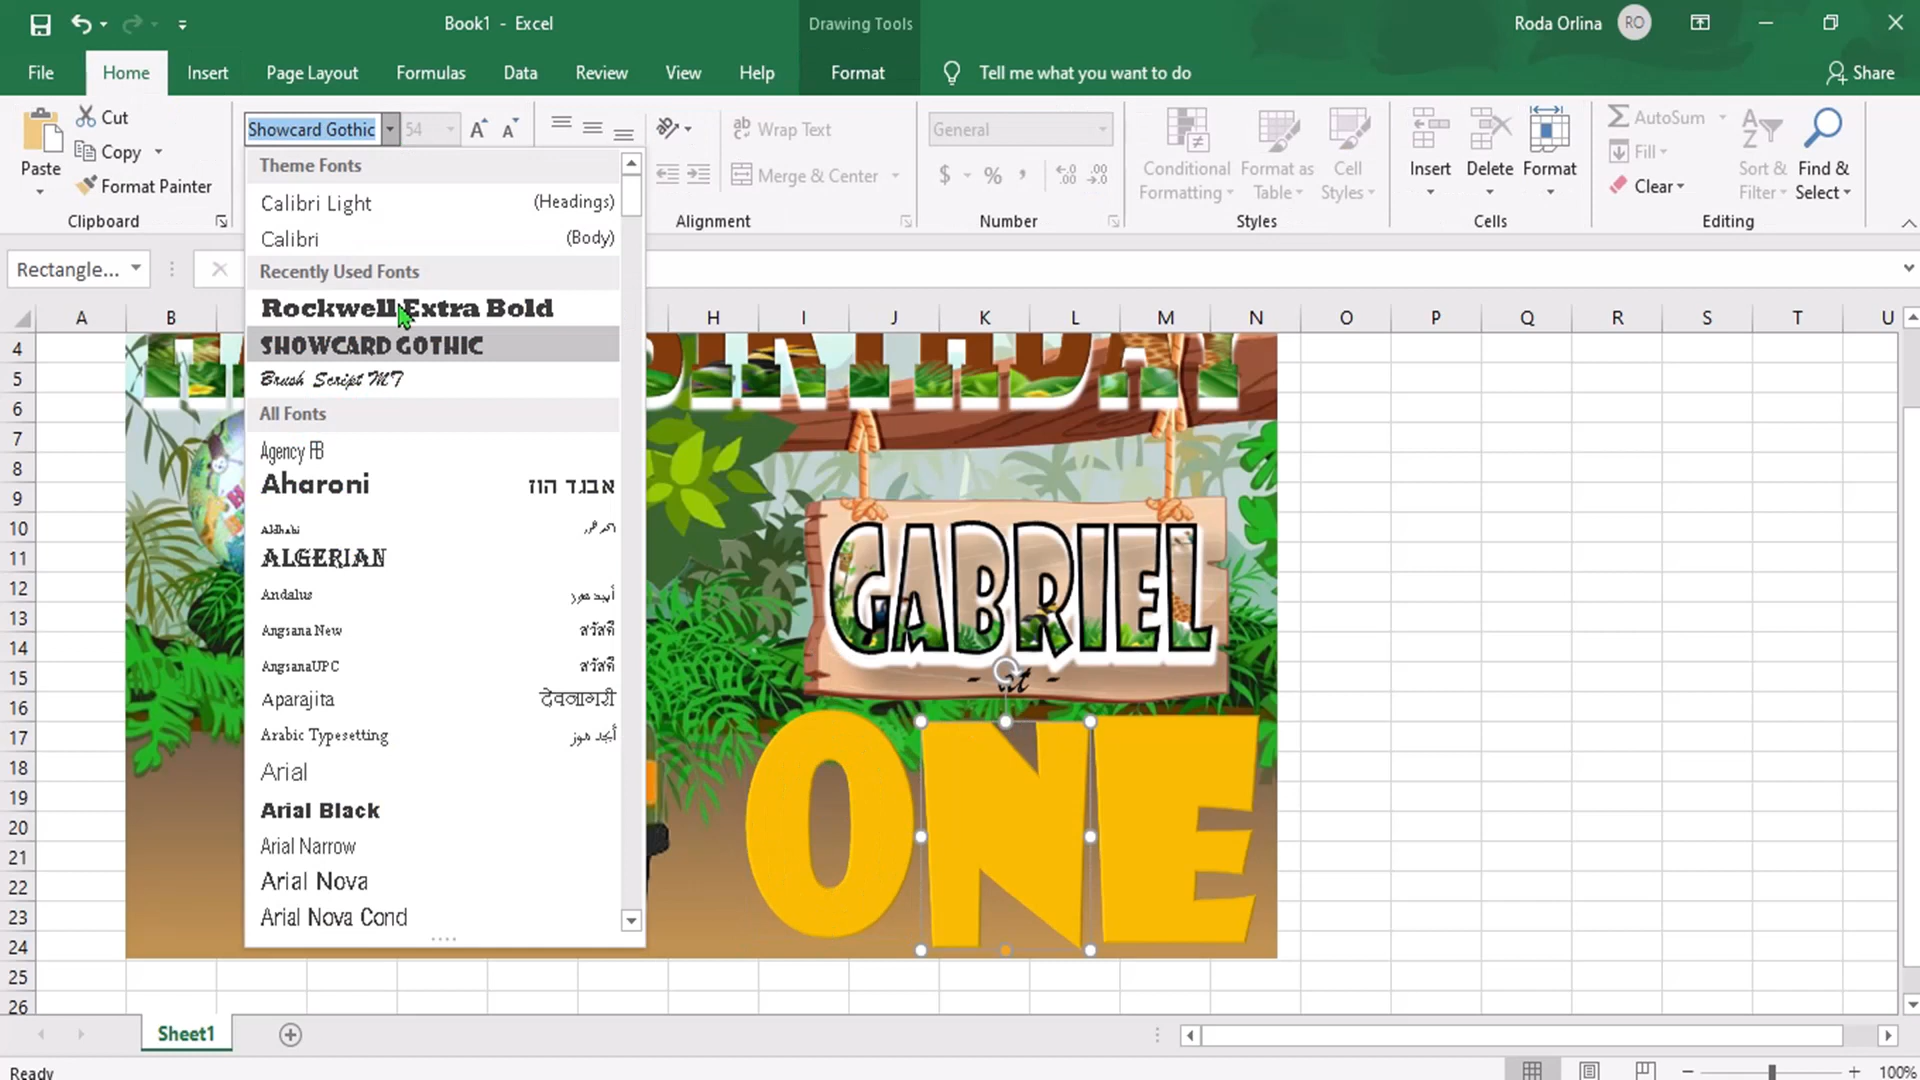 Book1 - Excel
Drawing Tools
Roda Orlina
RO
File
Home
Insert
Page Layout
Formulas
Data
Review
View
Help
Format
Tell me what you want to do
Share
Paste
Cut
Copy
Format Painter
Clipboard
Showcard Gothic
54
Wrap Text
Merge & Center
Alignment
General
$ % ,
Number
Conditional Formatting
Format as Table
Cell Styles
Styles
Insert
Delete
Format
Cells
AutoSum
Fill
Clear
Sort & Filter
Find & Select
Editing
Rectangle...
Theme Fonts
Calibri Light (Headings)
Calibri (Body)
Recently Used Fonts
Rockwell Extra Bold
SHOWCARD GOTHIC
Brush Script MT
All Fonts
Agency FB
Aharoni אבגד הוז
Aldhabi
ALGERIAN
Andalus أبجد هوز
Angsana New สวัสดี
AngsanaUPC สวัสดี
Aparajita देवनागरी
Arabic Typesetting أبجد هوز
Arial
Arial Black
Arial Narrow
Arial Nova
Arial Nova Cond
A B H I J K L M N O P Q R S T U
4
5
6
7
8
9
10
11
12
13
14
15
16
17
18
19
20
21
22
23
24
25
26
BIRTHDAY
GABRIEL
- at -
ONE
Sheet1
Ready
100%